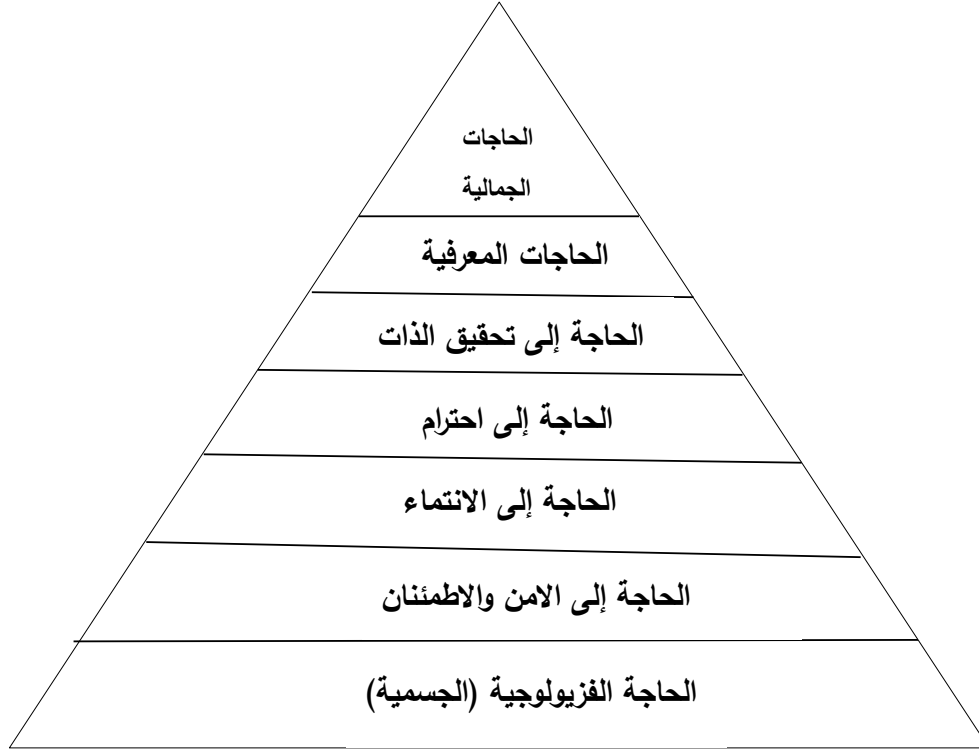 الحاجات
الجمالية
الحاجات المعرفية
الحاجة إلى تحقيق الذات
الحاجة إلى احترام
الحاجة إلى الانتماء
الحاجة إلى الامن والاطمئنان
الحاجة الفزيولوجية (الجسمية)